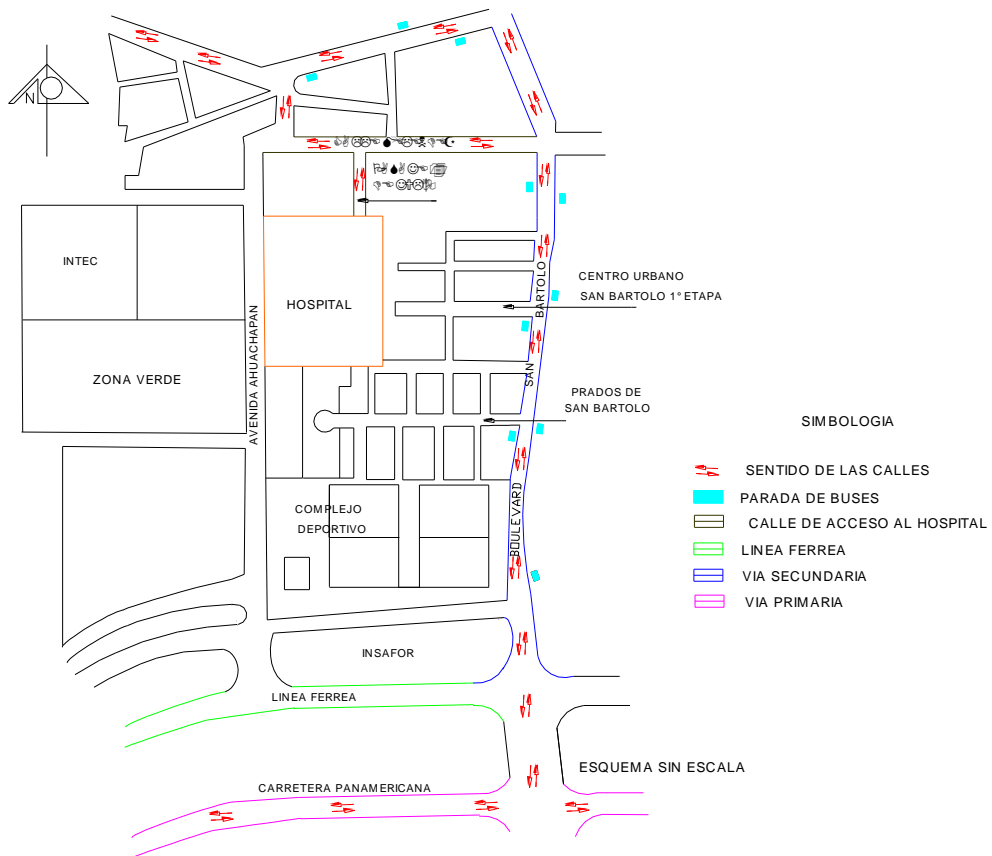 N
INTEC
HOSPITAL
ZONA VERDE
AVENIDA AHUACHAPAN
CENTRO URBANO
SAN BARTOLO 1° ETAPA
PRADOS DE
SAN BARTOLO
BOULEVARD SAN BARTOLO
COMPLEJO
DEPORTIVO
INSAFOR
LINEA FERREA
CARRETERA PANAMERICANA
ESQUEMA SIN ESCALA
SIMBOLOGIA
SENTIDO DE LAS CALLES
PARADA DE BUSES
CALLE DE ACCESO AL HOSPITAL
LINEA FERREA
VIA SECUNDARIA
VIA PRIMARIA